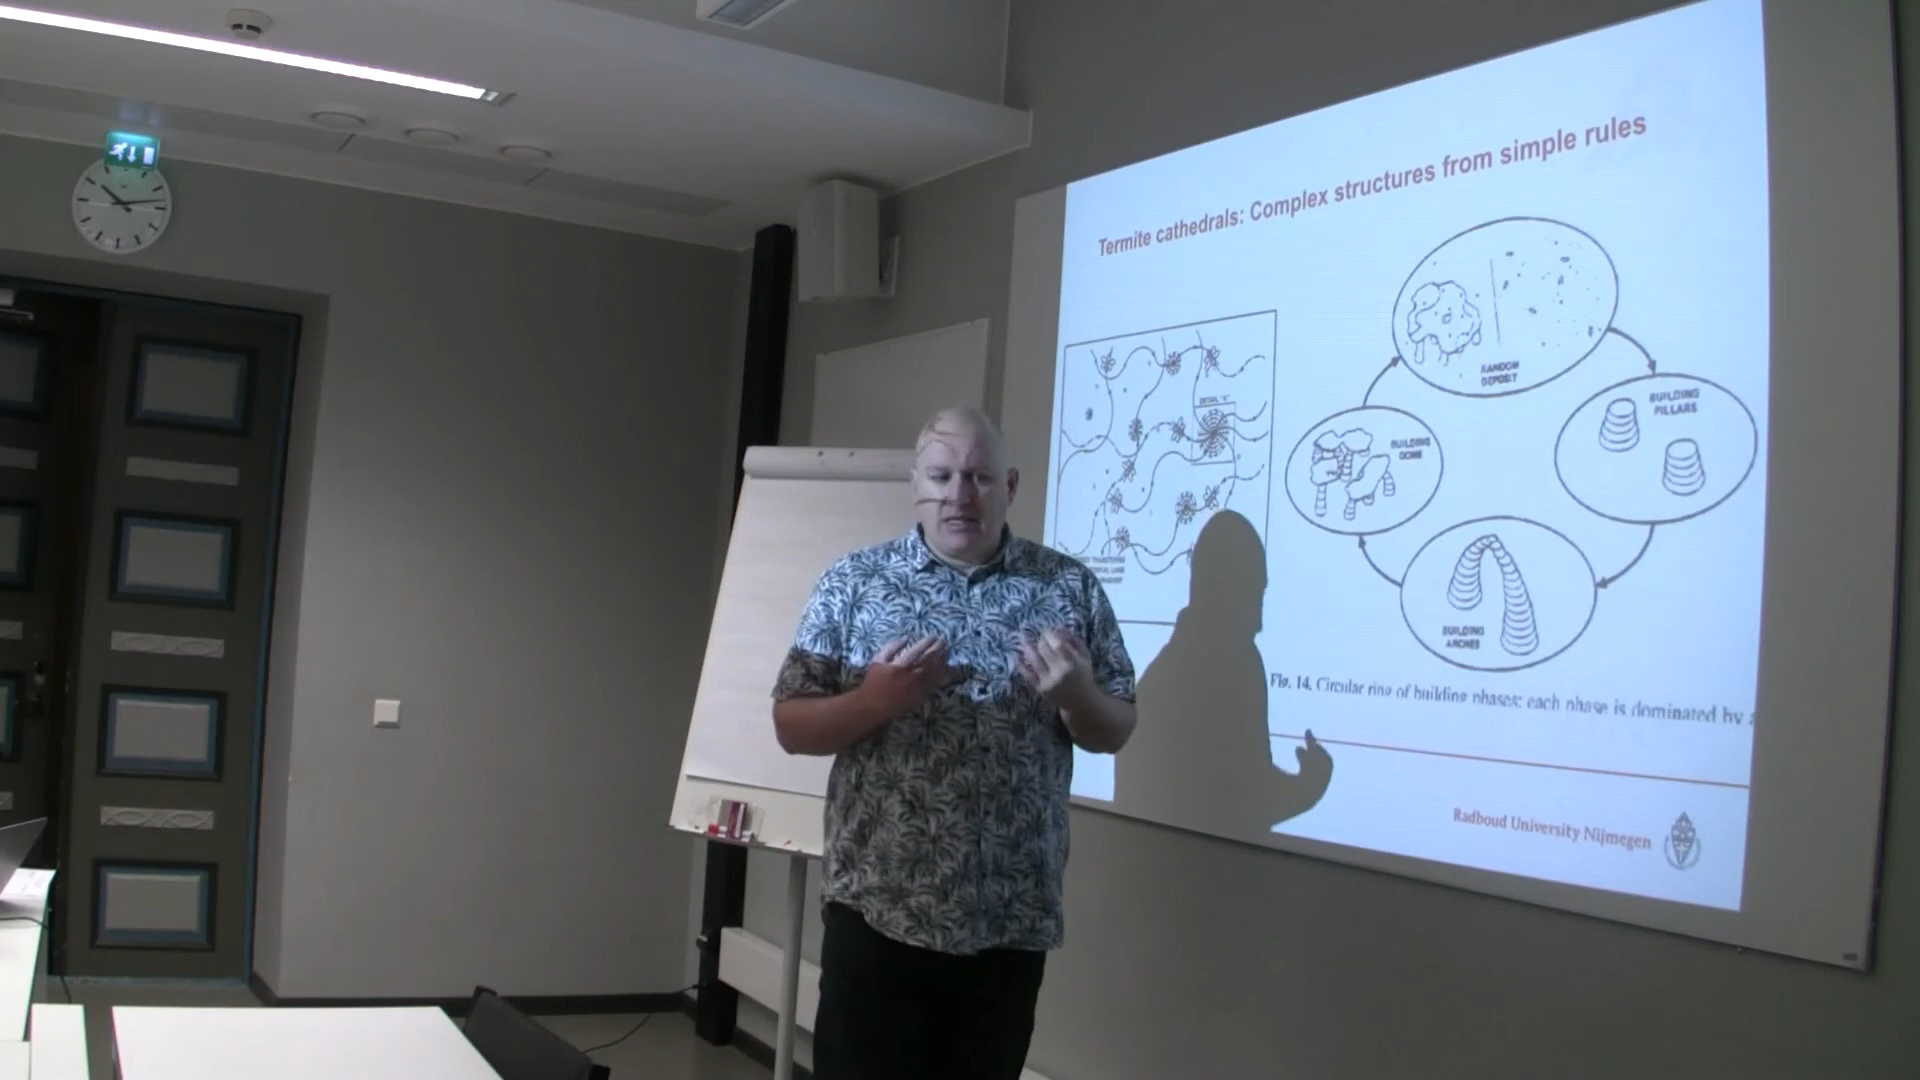 Termite cathedrals: Complex structures from simple rules
DETAIL "A"
RANDOM
DEPOSIT
BUILDING
PILLARS
BUILDING
DOME
BUILDING
ARCHES
Fig. 14. Circular ring of building phases: each phase is dominated by a
Radboud University Nijmegen